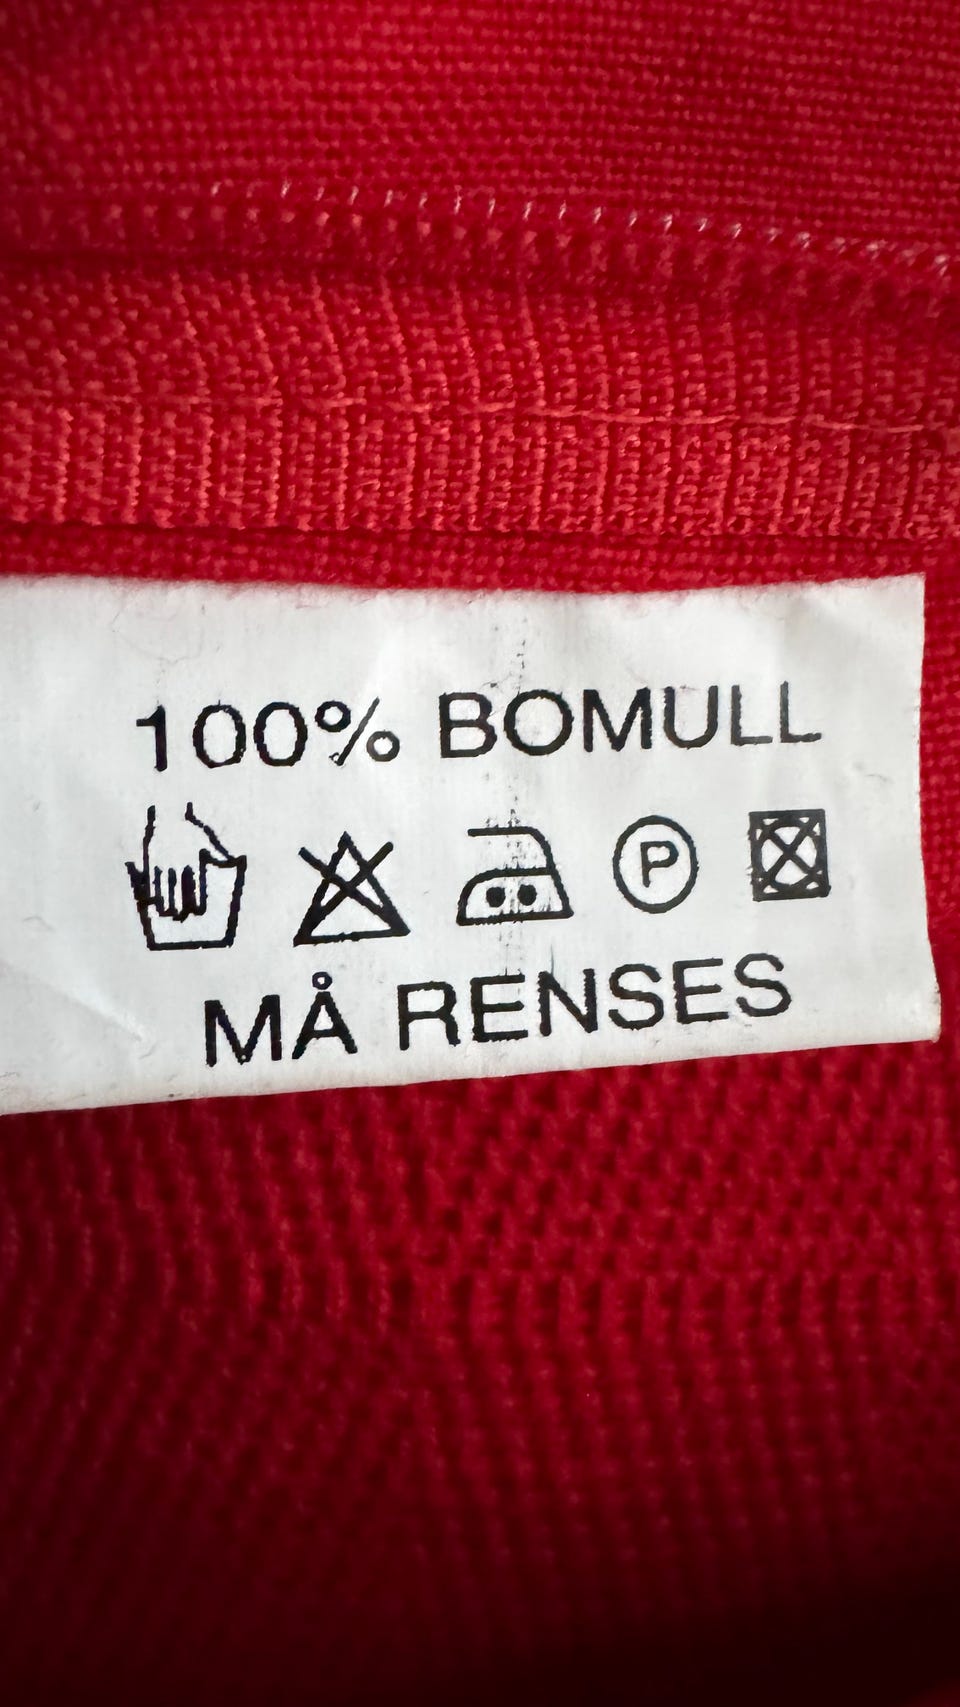 100% BOMULL
P
MÅ RENSES